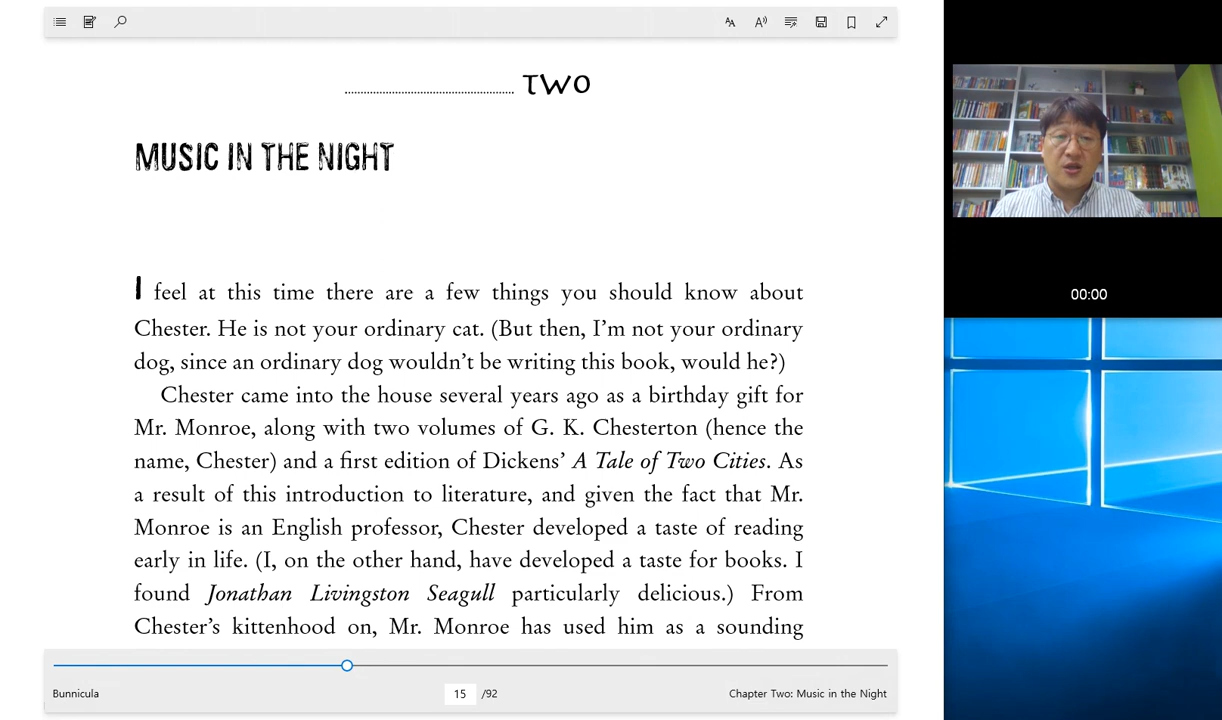 TWO
MUSIC IN THE NIGHT
I feel at this time there are a few things you should know about
Chester. He is not your ordinary cat. (But then, I’m not your ordinary
dog, since an ordinary dog wouldn’t be writing this book, would he?)
Chester came into the house several years ago as a birthday gift for
Mr. Monroe, along with two volumes of G. K. Chesterton (hence the
name, Chester) and a first edition of Dickens’ A Tale of Two Cities. As
a result of this introduction to literature, and given the fact that Mr.
Monroe is an English professor, Chester developed a taste of reading
early in life. (I, on the other hand, have developed a taste for books. I
found Jonathan Livingston Seagull particularly delicious.) From
Chester’s kittenhood on, Mr. Monroe has used him as a sounding
Bunnicula
15 /92
Chapter Two: Music in the Night
00:00